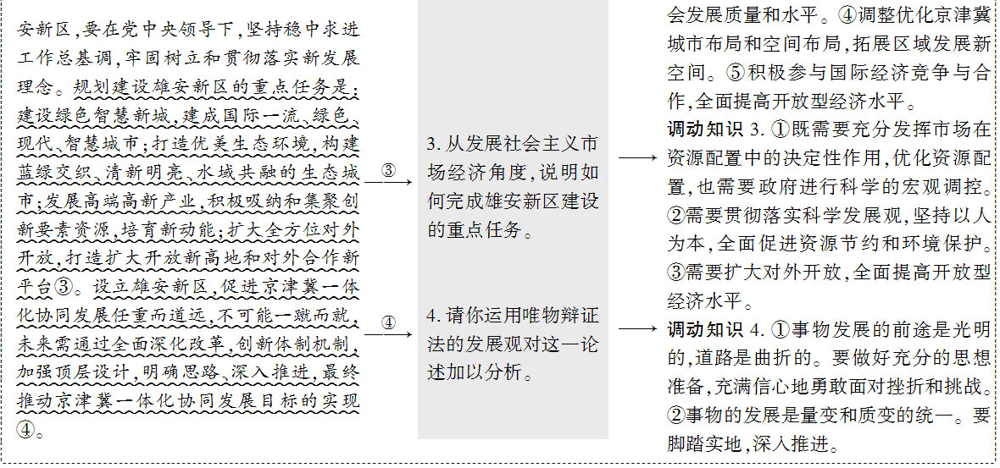 安新区,要在党中央领导下,坚持稳中求进
工作总基调,牢固树立和贯彻落实新发展
理念。规划建设雄安新区的重点任务是:
建设绿色智慧新城,建成国际一流、绿色、
现代、智慧城市;打造优美生态环境,构建
蓝绿交织、清新明亮、水域共融的生态城
市;发展高端高新产业,积极吸纳和集聚创
新要素资源,培育新动能;扩大全方位对外
开放,打造扩大开放新高地和对外合作新
平台③。设立雄安新区,促进京津冀一体
化协同发展任重而道远,不可能一蹴而就,
未来需通过全面深化改革,创新体制机制,
加强顶层设计,明确思路、深入推进,最终
推动京津冀一体化协同发展目标的实现
④。
③
④
3. 从发展社会主义市
场经济角度,说明如
何完成雄安新区建设
的重点任务。
4. 请你运用唯物辩证
法的发展观对这一论
述加以分析。
会发展质量和水平。④调整优化京津冀
城市布局和空间布局,拓展区域发展新
空间。⑤积极参与国际经济竞争与合
作,全面提高开放型经济水平。
调动知识 3. ①既需要充分发挥市场在
资源配置中的决定性作用,优化资源配
置,也需要政府进行科学的宏观调控。
②需要贯彻落实科学发展观,坚持以人
为本,全面促进资源节约和环境保护。
③需要扩大对外开放,全面提高开放型
经济水平。
调动知识 4. ①事物发展的前途是光明
的,道路是曲折的。要做好充分的思想
准备,充满信心地勇敢面对挫折和挑战。
②事物的发展是量变和质变的统一。要
脚踏实地,深入推进。